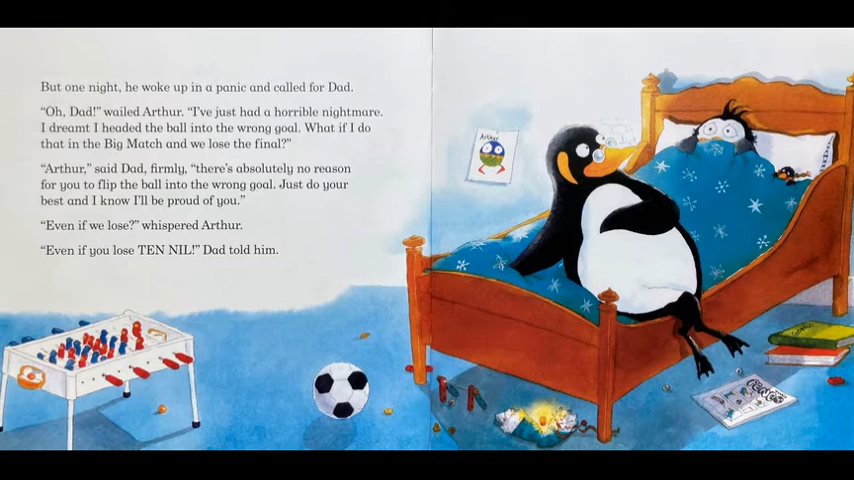 But one night, he woke up in a panic and called for Dad.
“Oh, Dad!” wailed Arthur. “I’ve just had a horrible nightmare.
I dreamt I headed the ball into the wrong goal. What if I do
that in the Big Match and we lose the final?”
“Arthur,” said Dad, firmly, “there’s absolutely no reason
for you to flip the ball into the wrong goal. Just do your
best and I know I’ll be proud of you.”
“Even if we lose?” whispered Arthur.
“Even if you lose TEN NIL!” Dad told him.
Arthur